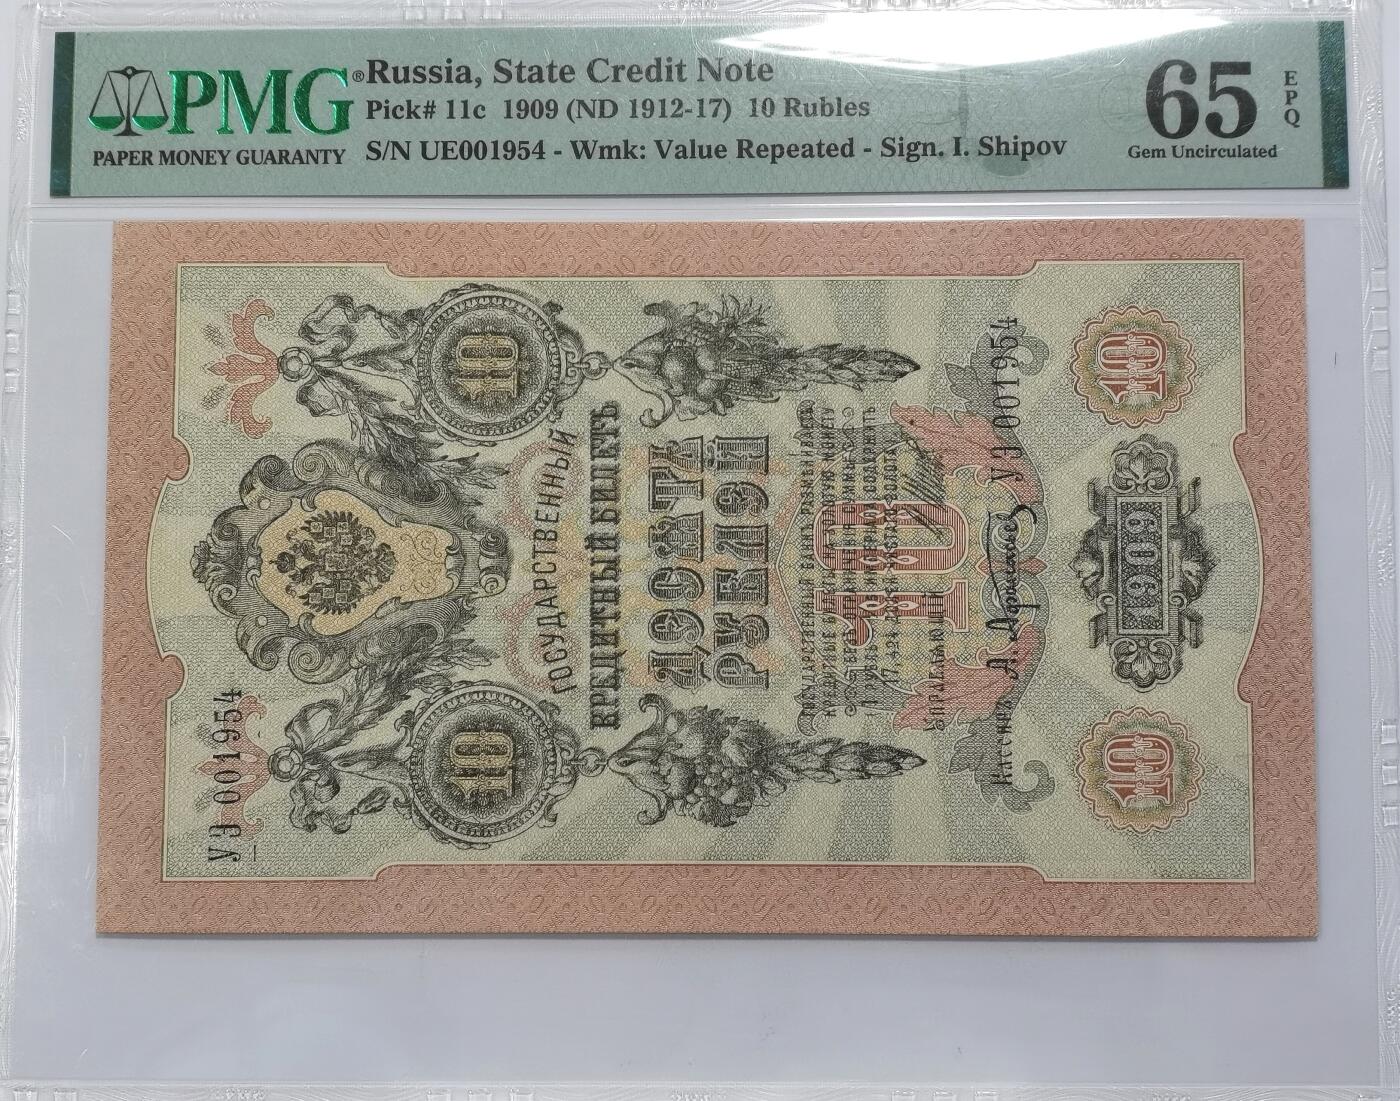 PMG®
PAPER MONEY GUARANTY
Russia, State Credit Note
Pick# 11c 1909 (ND 1912-17) 10 Rubles
S/N UE001954 - Wmk: Value Repeated - Sign. I. Shipov
65
EPQ
Gem Uncirculated
УЭ 001954
10
10
ГОСУДАРСТВЕННЫЙ
КРЕДИТНЫЙ БИЛЕТЪ
ДЕСЯТЬ
РУБЛЕЙ
10
Кассиръ
УЭ 001954
10
1909
10